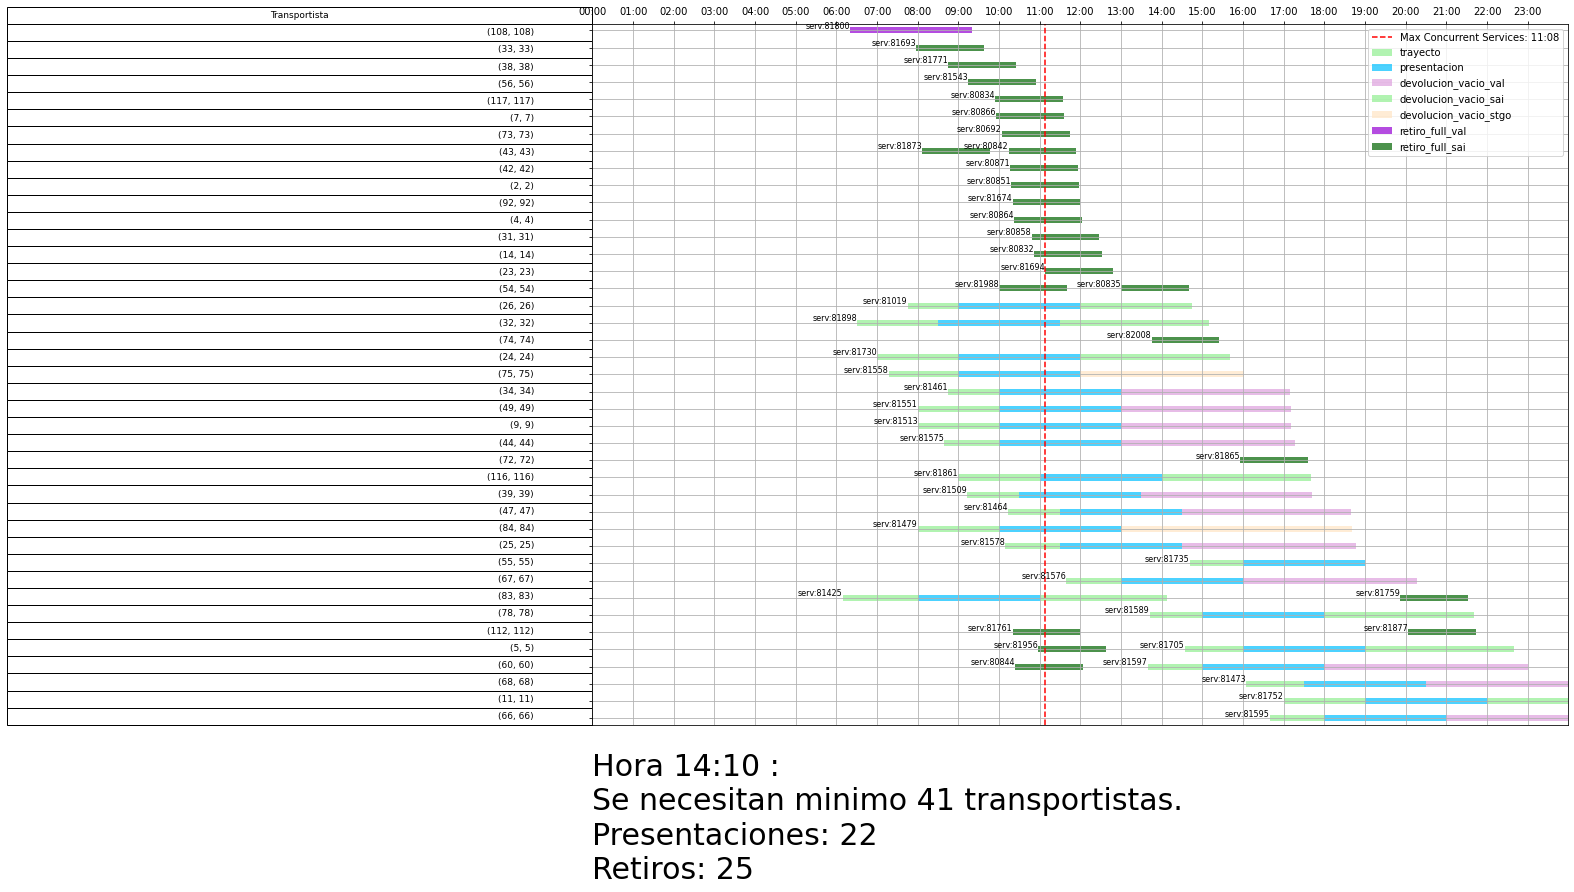 Transportista
00:00 01:00 02:00 03:00 04:00 05:00 06:00 07:00 08:00 09:00 10:00 11:00 12:00 13:00 14:00 15:00 16:00 17:00 18:00 19:00 20:00 21:00 22:00 23:00
Max Concurrent Services: 11:08
trayecto
presentacion
devolucion_vacio_val
devolucion_vacio_sai
devolucion_vacio_stgo
retiro_full_val
retiro_full_sai
(108, 108) serv:81800
(33, 33) serv:81693
(38, 38) serv:81771
(56, 56) serv:81543
(117, 117) serv:80834
(7, 7) serv:80866
(73, 73) serv:80692
(43, 43) serv:81873 serv:80842
(42, 42) serv:80871
(2, 2) serv:80851
(92, 92) serv:81674
(4, 4) serv:80864
(31, 31) serv:80858
(14, 14) serv:80832
(23, 23) serv:81694
(54, 54) serv:81988 serv:80835
(26, 26) serv:81019
(32, 32) serv:81898
(74, 74) serv:82008
(24, 24) serv:81730
(75, 75) serv:81558
(34, 34) serv:81461
(49, 49) serv:81551
(9, 9) serv:81513
(44, 44) serv:81575
(72, 72) serv:81865
(116, 116) serv:81861
(39, 39) serv:81509
(47, 47) serv:81464
(84, 84) serv:81479
(25, 25) serv:81578
(55, 55) serv:81735
(67, 67) serv:81576
(83, 83) serv:81425 serv:81759
(78, 78) serv:81589
(112, 112) serv:81761 serv:81877
(5, 5) serv:81956 serv:81705
(60, 60) serv:80844 serv:81597
(68, 68) serv:81473
(11, 11) serv:81752
(66, 66) serv:81595
Hora 14:10 :
Se necesitan minimo 41 transportistas.
Presentaciones: 22
Retiros: 25